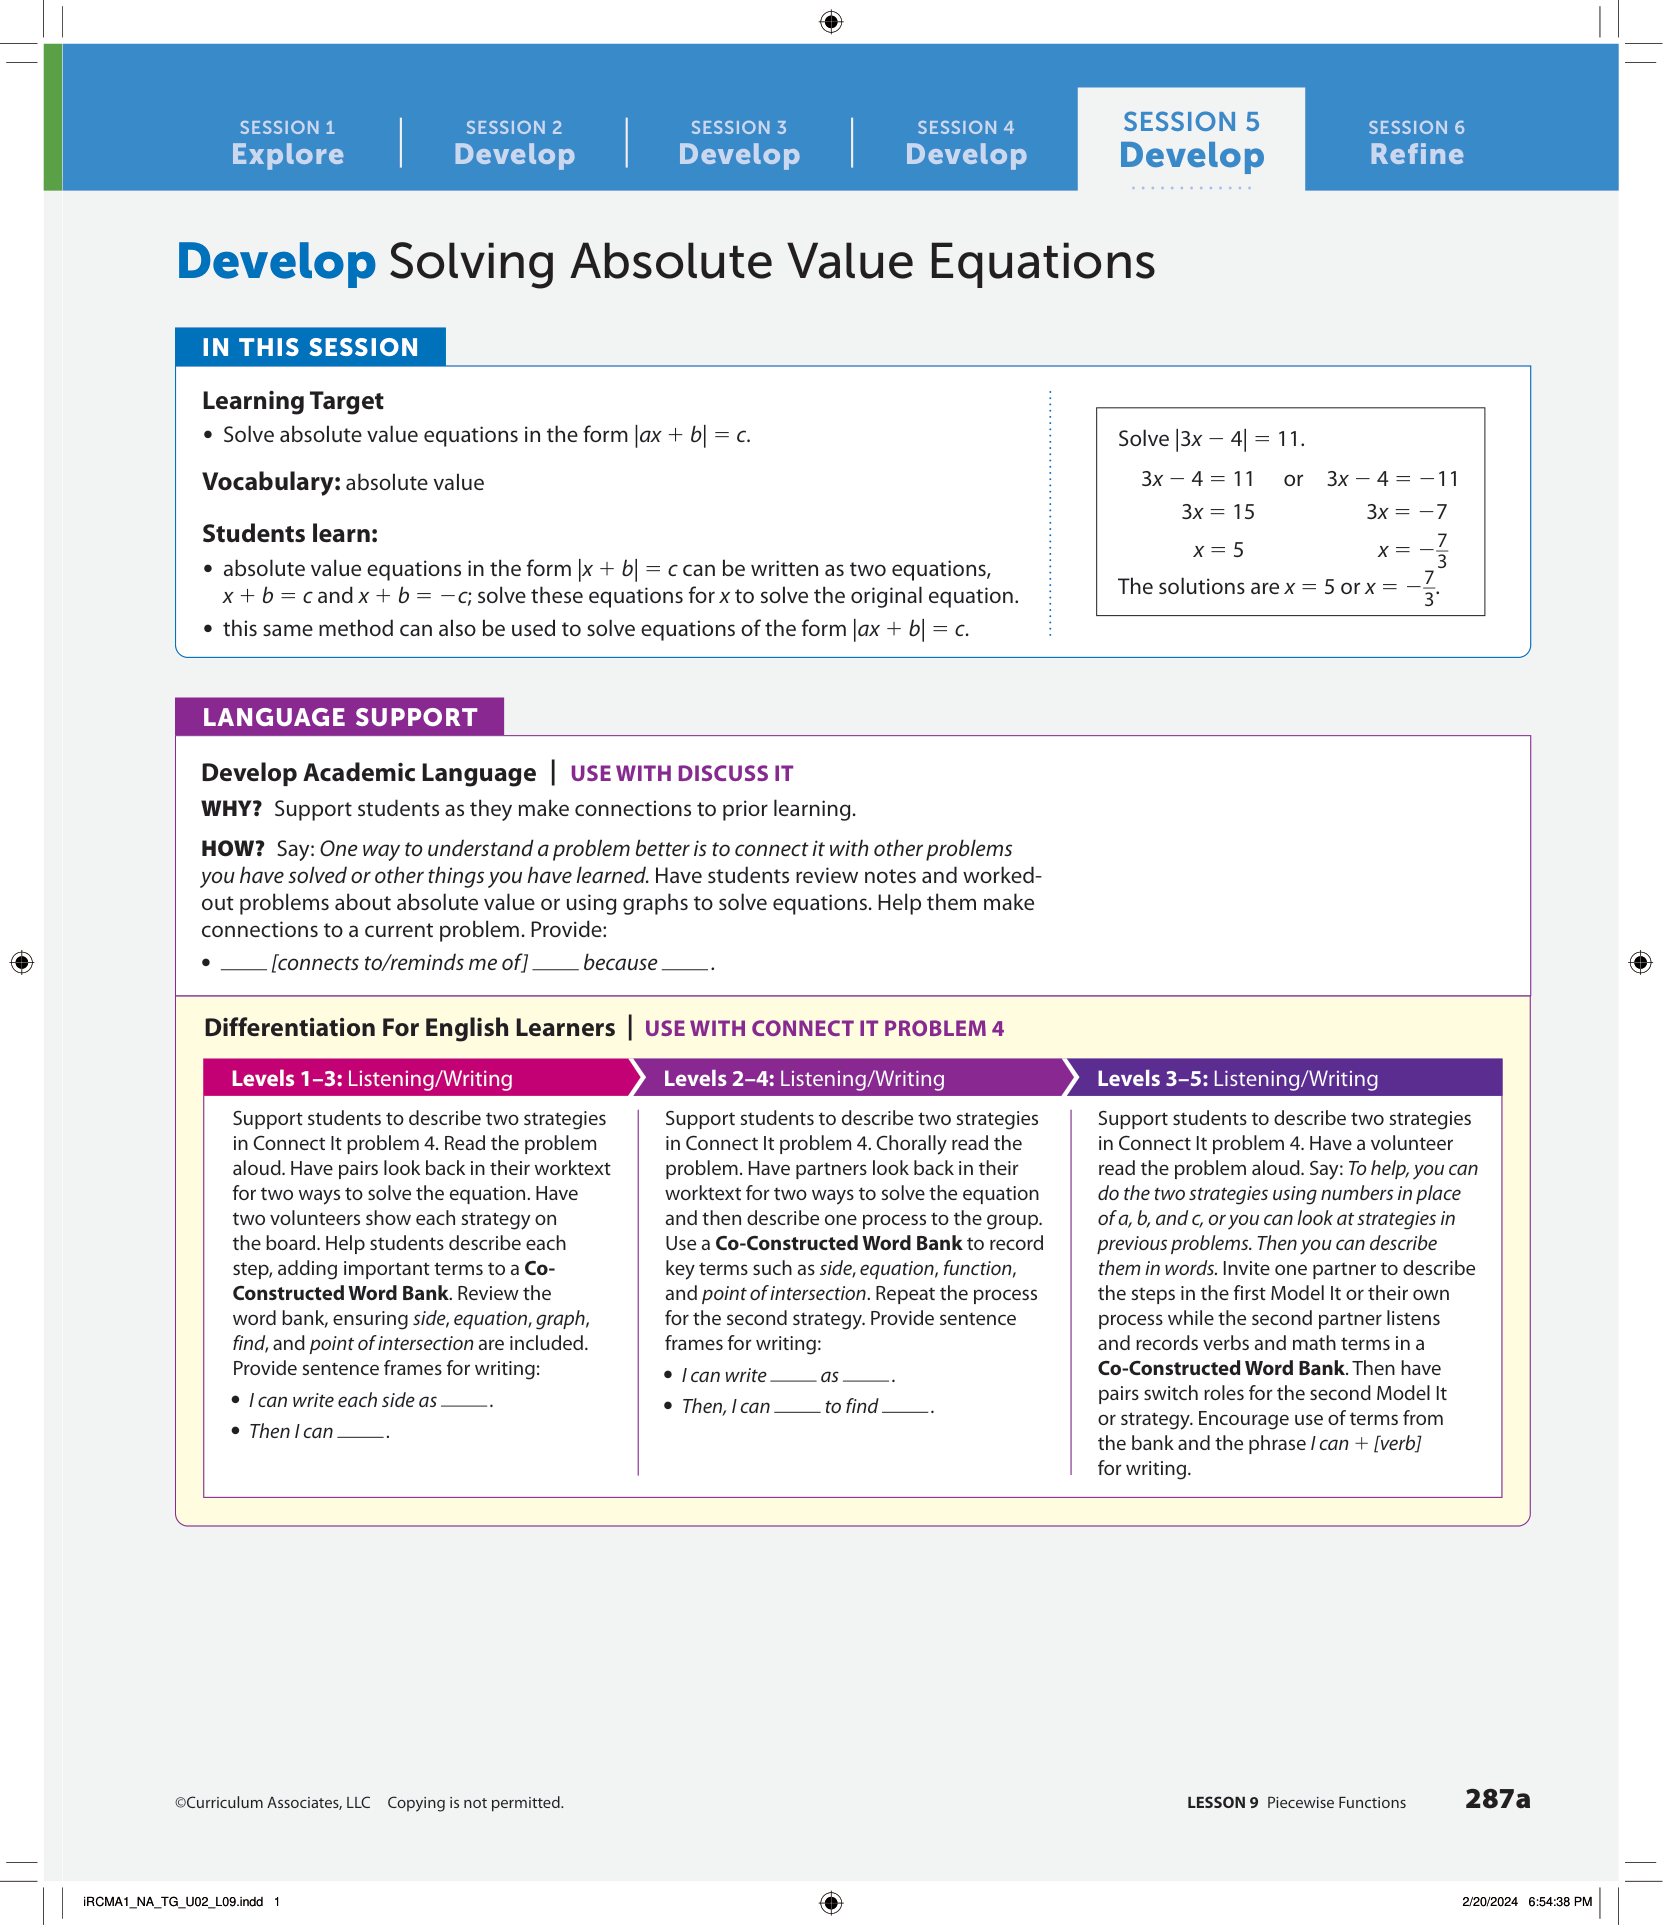 SESSION 1
Explore
SESSION 2
Develop
SESSION 3
Develop
SESSION 4
Develop
SESSION 5
Develop
SESSION 6
Refine
Develop Solving Absolute Value Equations
IN THIS SESSION
Learning Target
• Solve absolute value equations in the form |ax + b| = c.
Vocabulary: absolute value
Students learn:
• absolute value equations in the form |x + b| = c can be written as two equations,
x + b = c and x + b = −c; solve these equations for x to solve the original equation.
• this same method can also be used to solve equations of the form |ax + b| = c.
Solve |3x − 4| = 11.
3x − 4 = 11 or 3x − 4 = −11
3x = 15 3x = −7
x = 5 x = −7/3
The solutions are x = 5 or x = −7/3.
LANGUAGE SUPPORT
Develop Academic Language | USE WITH DISCUSS IT
WHY? Support students as they make connections to prior learning.
HOW? Say: One way to understand a problem better is to connect it with other problems
you have solved or other things you have learned. Have students review notes and worked-
out problems about absolute value or using graphs to solve equations. Help them make
connections to a current problem. Provide:
• ____ [connects to/reminds me of] ____ because ____.
Differentiation For English Learners | USE WITH CONNECT IT PROBLEM 4
Levels 1–3: Listening/Writing
Support students to describe two strategies
in Connect It problem 4. Read the problem
aloud. Have pairs look back in their worktext
for two ways to solve the equation. Have
two volunteers show each strategy on
the board. Help students describe each
step, adding important terms to a Co-
Constructed Word Bank. Review the
word bank, ensuring side, equation, graph,
find, and point of intersection are included.
Provide sentence frames for writing:
• I can write each side as ____.
• Then I can ____.
Levels 2–4: Listening/Writing
Support students to describe two strategies
in Connect It problem 4. Chorally read the
problem. Have partners look back in their
worktext for two ways to solve the equation
and then describe one process to the group.
Use a Co-Constructed Word Bank to record
key terms such as side, equation, function,
and point of intersection. Repeat the process
for the second strategy. Provide sentence
frames for writing:
• I can write ____ as ____.
• Then, I can ____ to find ____.
Levels 3–5: Listening/Writing
Support students to describe two strategies
in Connect It problem 4. Have a volunteer
read the problem aloud. Say: To help, you can
do the two strategies using numbers in place
of a, b, and c, or you can look at strategies in
previous problems. Then you can describe
them in words. Invite one partner to describe
the steps in the first Model It or their own
process while the second partner listens
and records verbs and math terms in a
Co-Constructed Word Bank. Then have
pairs switch roles for the second Model It
or strategy. Encourage use of terms from
the bank and the phrase I can + [verb]
for writing.
©Curriculum Associates, LLC Copying is not permitted.
LESSON 9 Piecewise Functions 287a
iRCMA1_NA_TG_U02_L09.indd 1
2/20/2024 6:54:38 PM